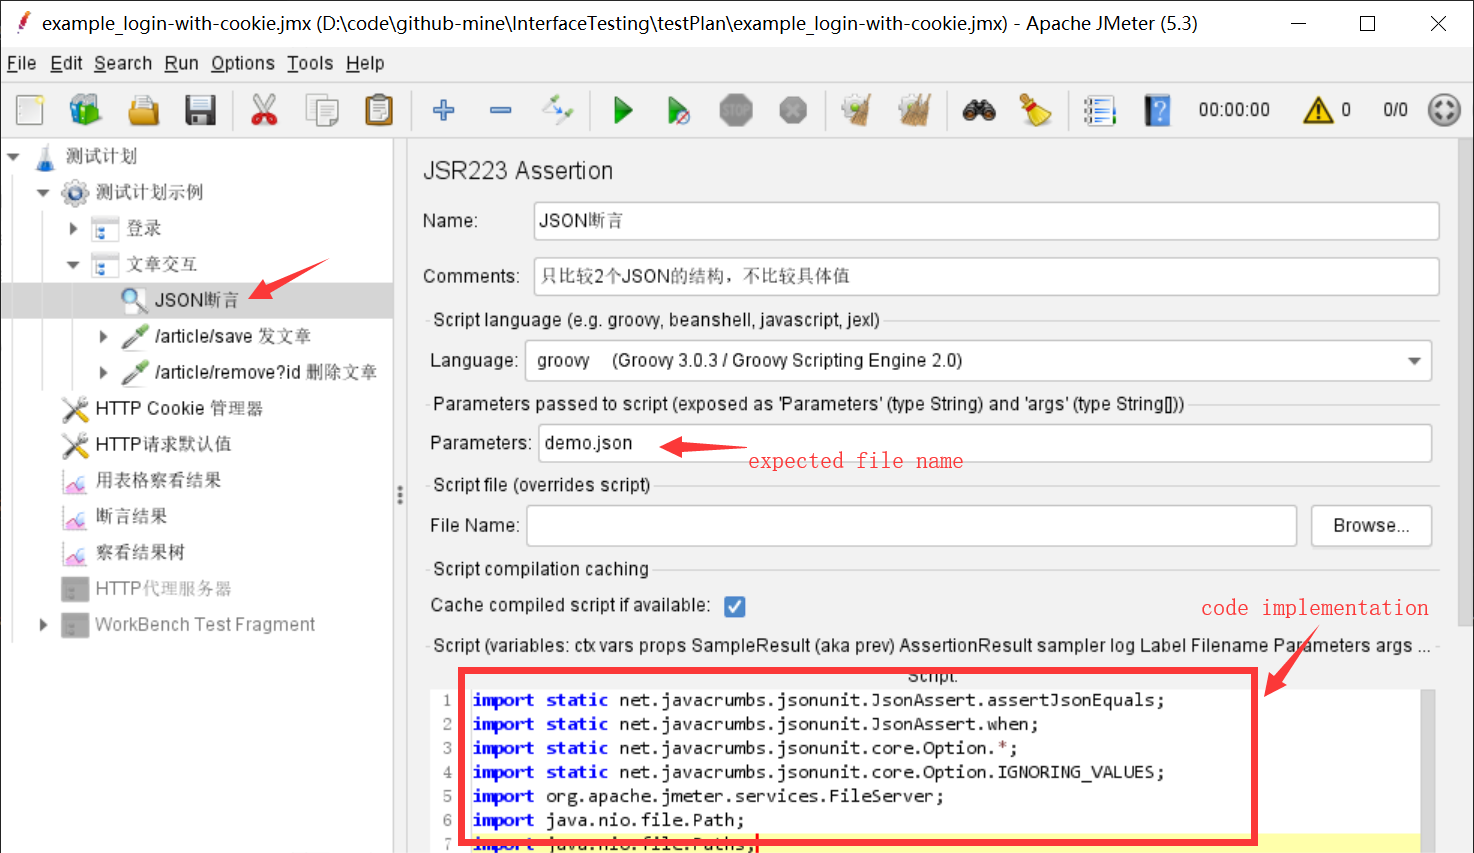 example_login-with-cookie.jmx (D:\code\github-mine\InterfaceTesting\testPlan\example_login-with-cookie.jmx) - Apache JMeter (5.3)
File Edit Search Run Options Tools Help
STOP
00:00:00 0 0/0
测试计划
测试计划示例
登录
文章交互
JSON断言
/article/save 发文章
/article/remove?id 删除文章
HTTP Cookie 管理器
HTTP请求默认值
用表格察看结果
断言结果
察看结果树
HTTP代理服务器
WorkBench Test Fragment
JSR223 Assertion
Name: JSON断言
Comments: 只比较2个JSON的结构，不比较具体值
Script language (e.g. groovy, beanshell, javascript, jexl)
Language: groovy (Groovy 3.0.3 / Groovy Scripting Engine 2.0)
Parameters passed to script (exposed as 'Parameters' (type String) and 'args' (type String[]))
Parameters: demo.json
expected file name
Script file (overrides script)
File Name: Browse...
Script compilation caching
Cache compiled script if available:
code implementation
Script (variables: ctx vars props SampleResult (aka prev) AssertionResult sampler log Label Filename Parameters args ...
Script:
1 import static net.javacrumbs.jsonunit.JsonAssert.assertJsonEquals;
2 import static net.javacrumbs.jsonunit.JsonAssert.when;
3 import static net.javacrumbs.jsonunit.core.Option.*;
4 import static net.javacrumbs.jsonunit.core.Option.IGNORING_VALUES;
5 import org.apache.jmeter.services.FileServer;
6 import java.nio.file.Path;
7 import java.nio.file.Paths;